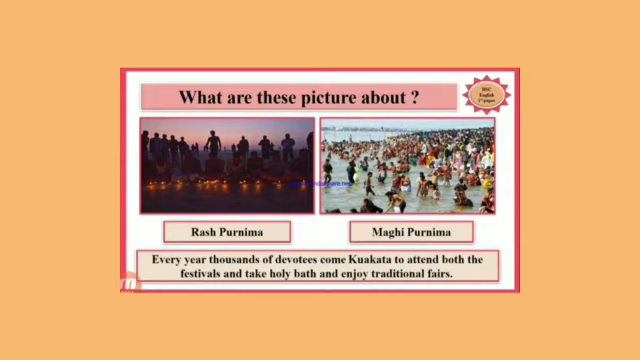 What are these picture about ?
HSC
English
1st paper
Rash Purnima
Maghi Purnima
Every year thousands of devotees come Kuakata to attend both the
festivals and take holy bath and enjoy traditional fairs.